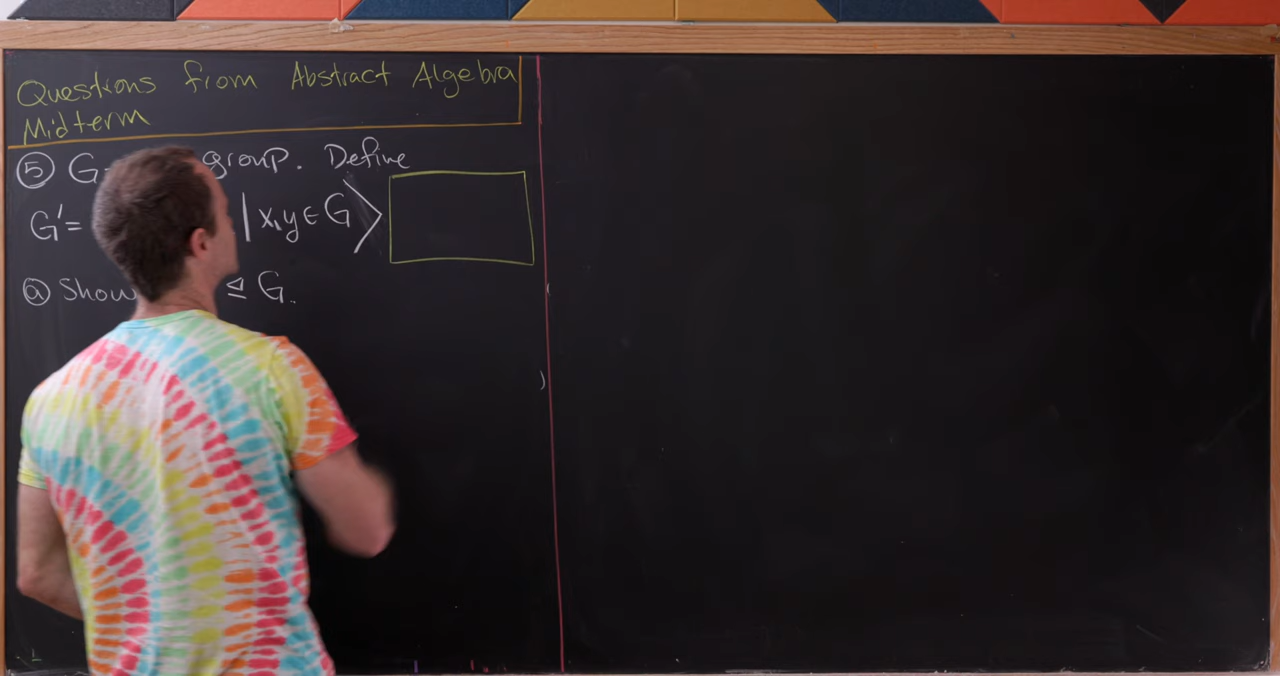 Questions from Abstract Algebra
Midterm
⑤ G group. Define
G'= | x,y ∈ G ⟩
ⓐ Show ⊴ G.